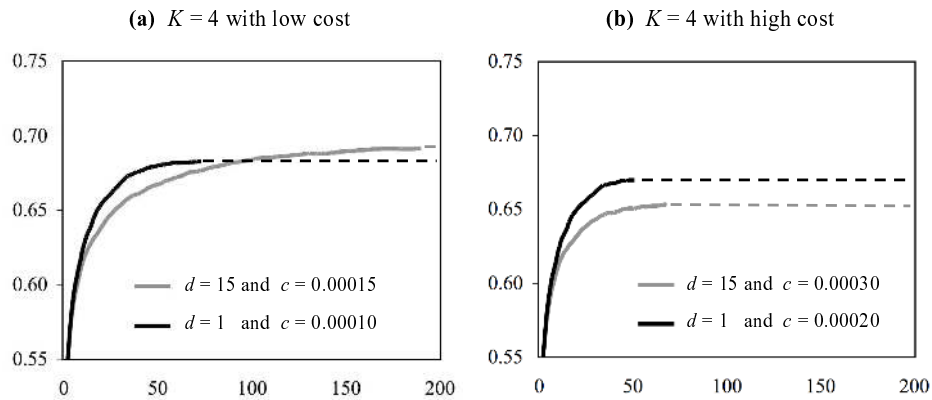 (a) K = 4 with low cost
0.75
0.70
0.65
0.60
0.55
0 50 100 150 200
d = 15 and c = 0.00015
d = 1 and c = 0.00010
(b) K = 4 with high cost
0.75
0.70
0.65
0.60
0.55
0 50 100 150 200
d = 15 and c = 0.00030
d = 1 and c = 0.00020